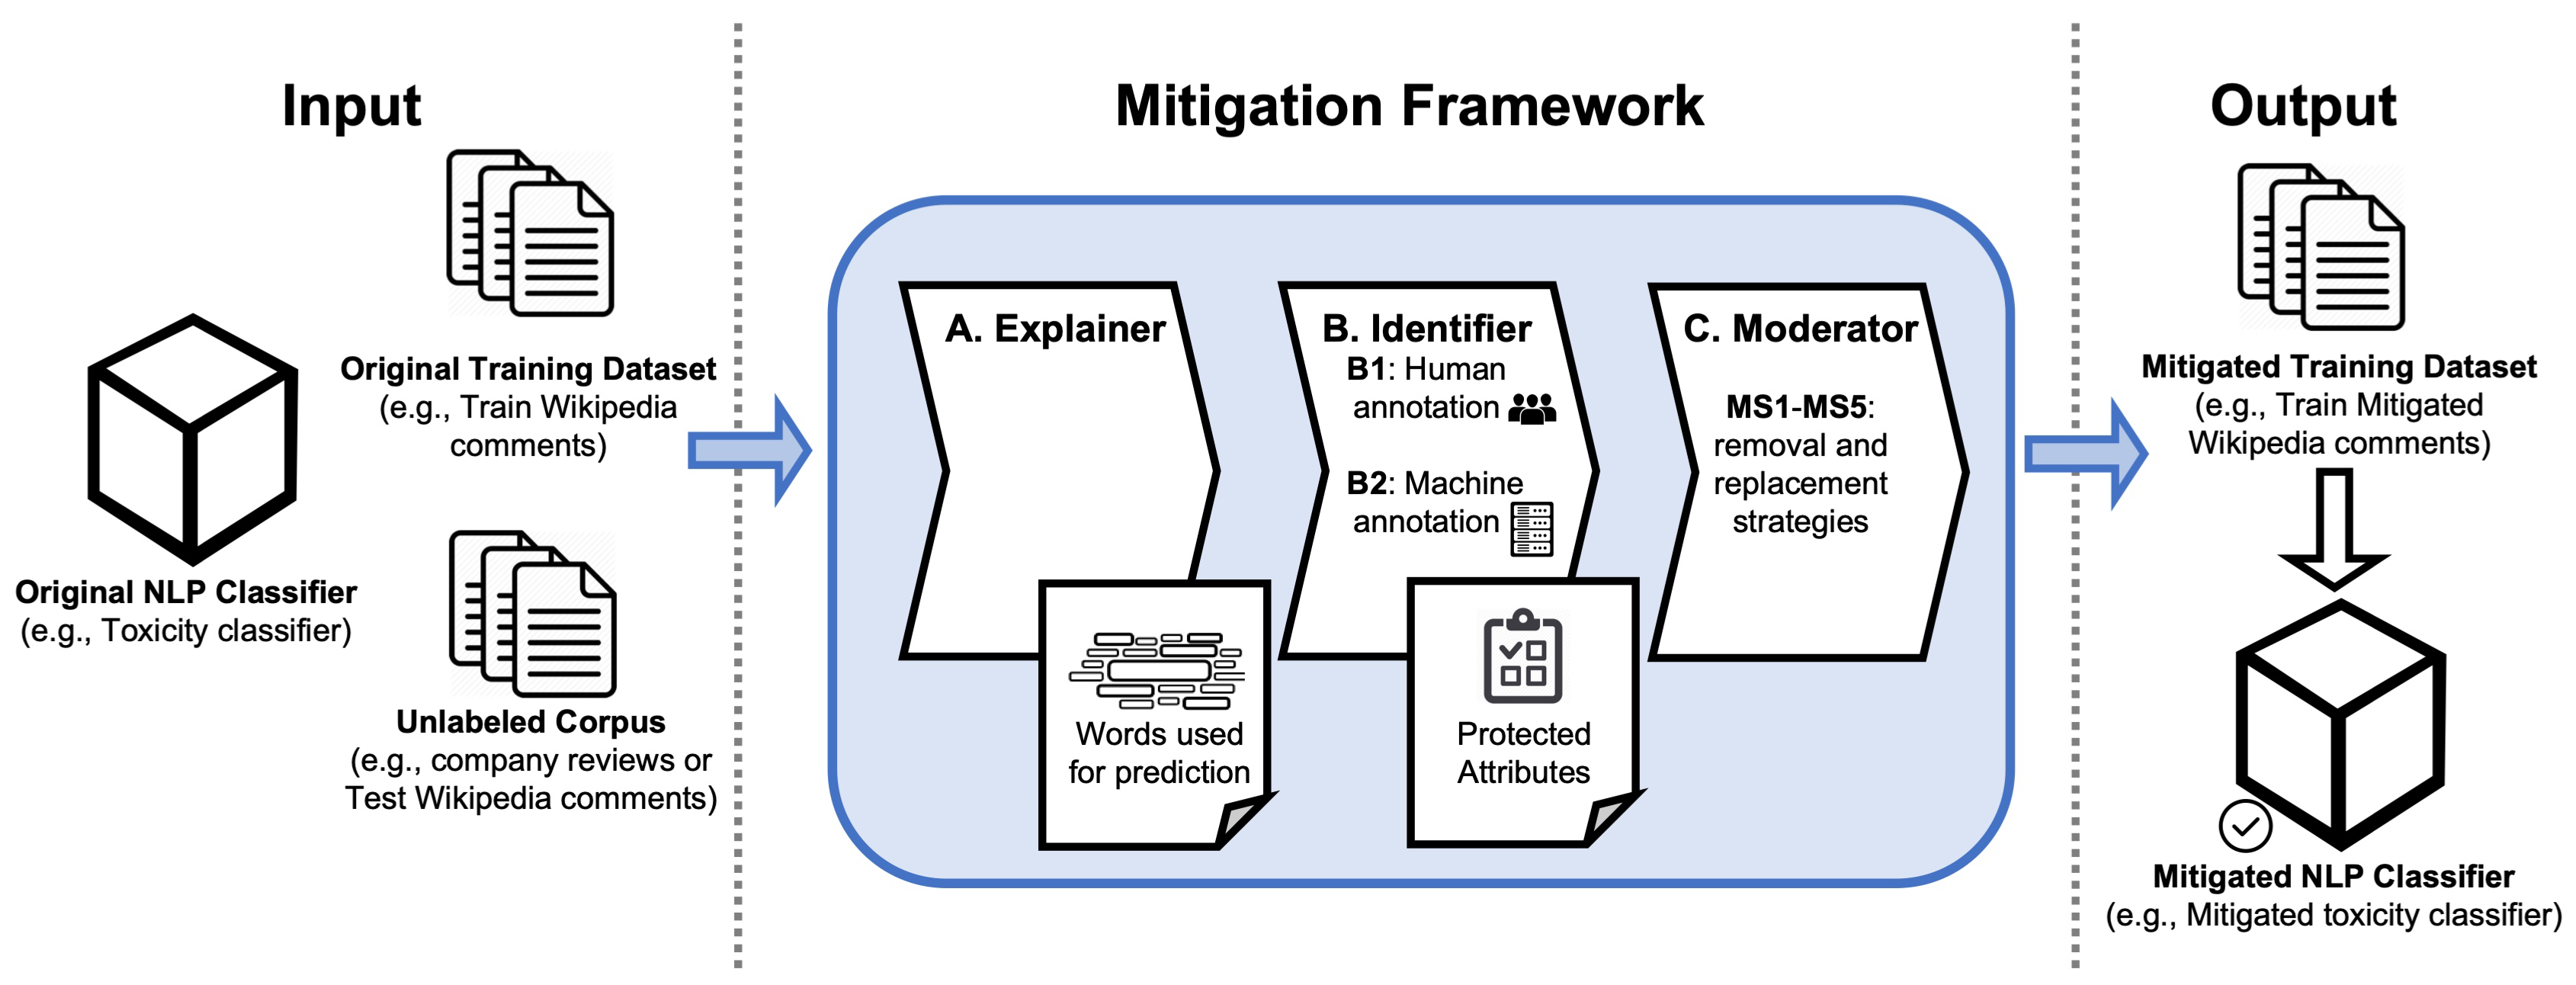 Input
Original Training Dataset
(e.g., Train Wikipedia
comments)
Original NLP Classifier
(e.g., Toxicity classifier)
Unlabeled Corpus
(e.g., company reviews or
Test Wikipedia comments)
Mitigation Framework
A. Explainer
Words used
for prediction
B. Identifier
B1: Human
annotation
B2: Machine
annotation
Protected
Attributes
C. Moderator
MS1-MS5:
removal and
replacement
strategies
Output
Mitigated Training Dataset
(e.g., Train Mitigated
Wikipedia comments)
Mitigated NLP Classifier
(e.g., Mitigated toxicity classifier)